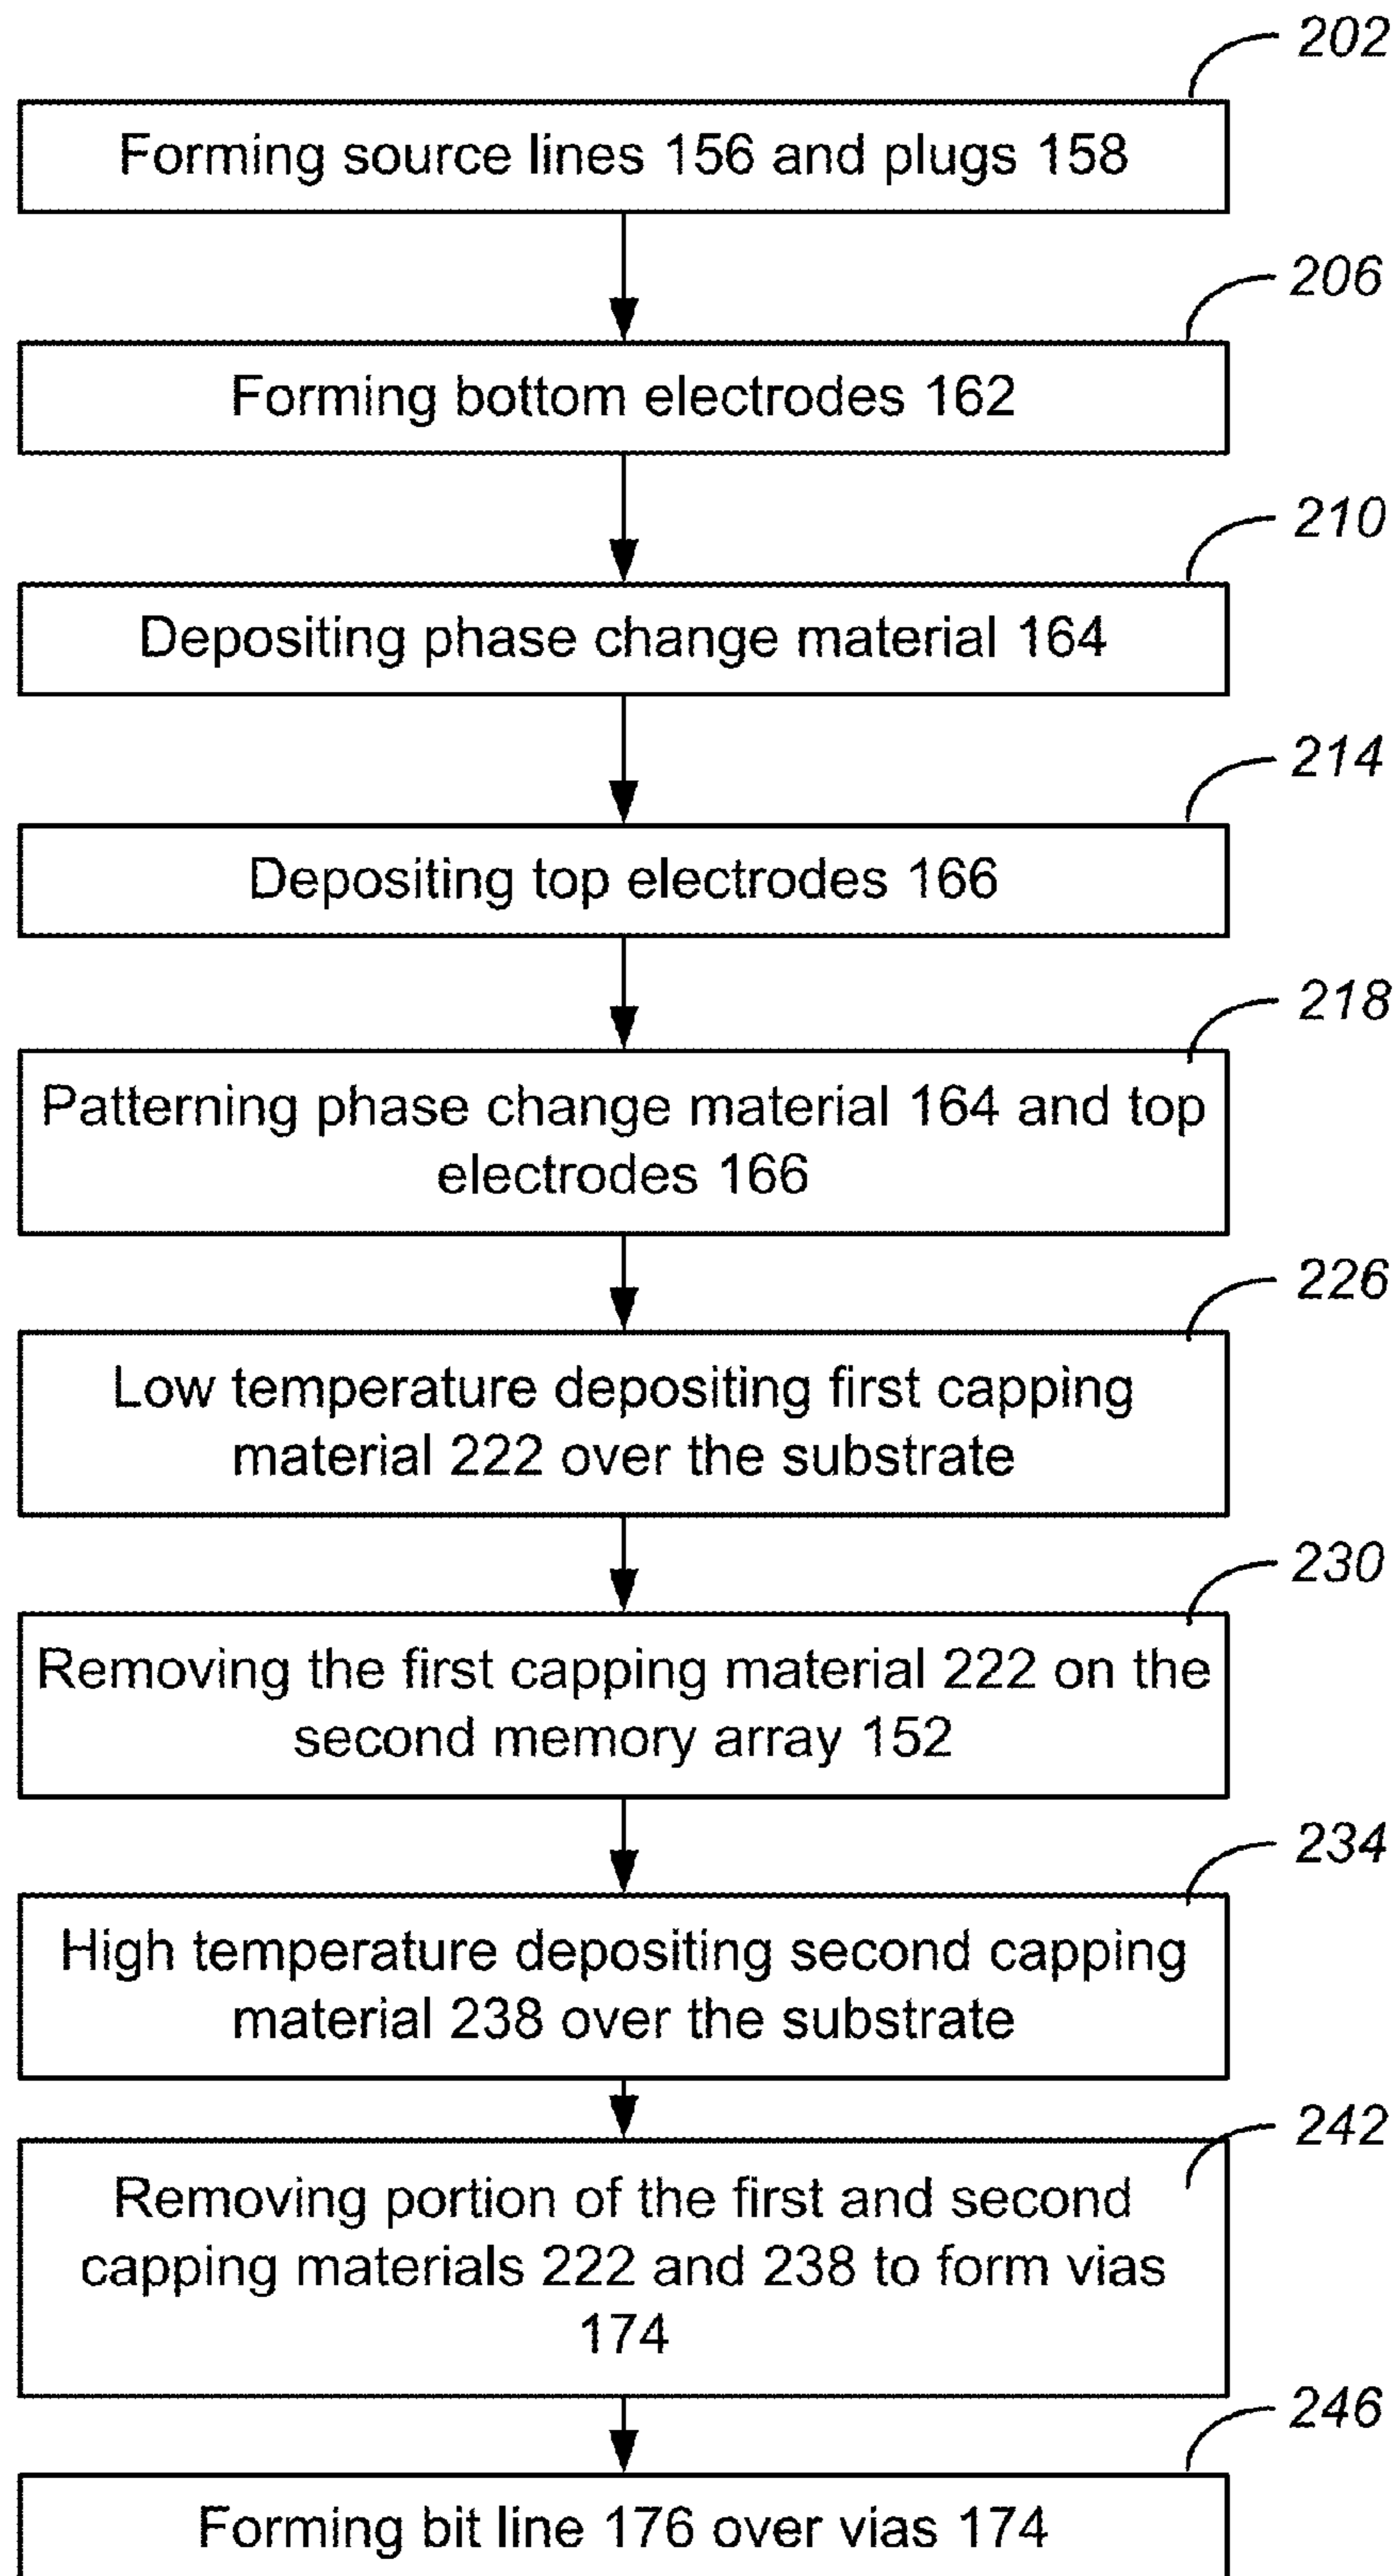 202
Forming source lines 156 and plugs 158
206
Forming bottom electrodes 162
210
Depositing phase change material 164
214
Depositing top electrodes 166
218
Patterning phase change material 164 and top
electrodes 166
226
Low temperature depositing first capping
material 222 over the substrate
230
Removing the first capping material 222 on the
second memory array 152
234
High temperature depositing second capping
material 238 over the substrate
242
Removing portion of the first and second
capping materials 222 and 238 to form vias
174
246
Forming bit line 176 over vias 174